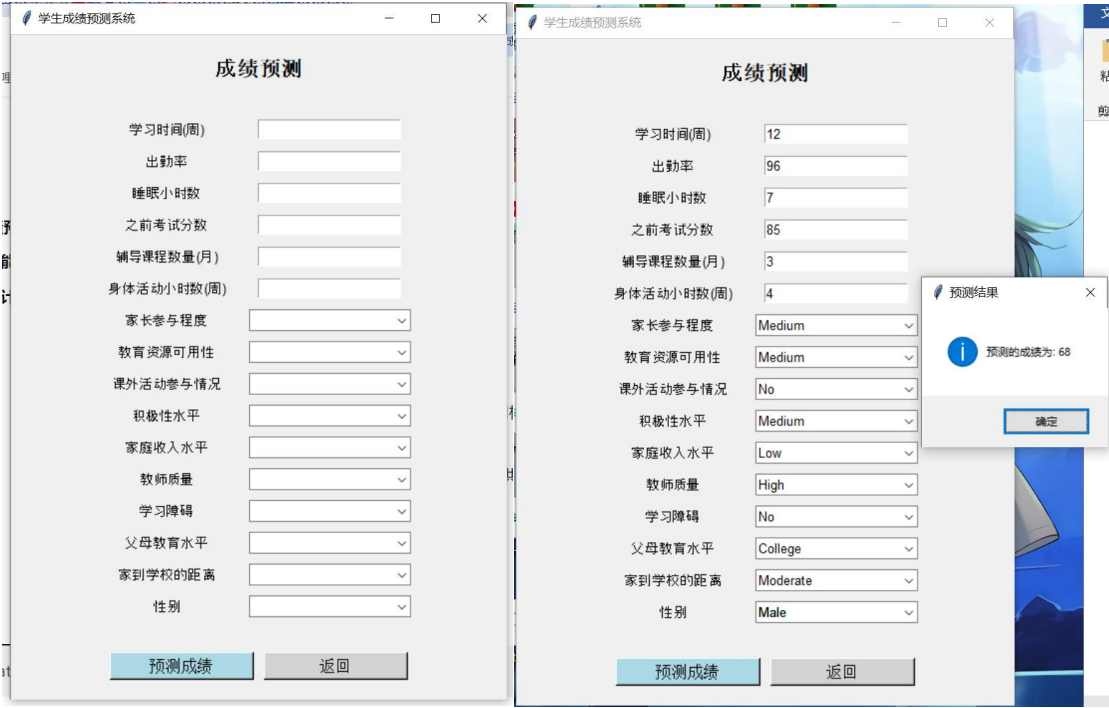 学生成绩预测系统
成绩预测
学习时间(周)
出勤率
睡眠小时数
之前考试分数
辅导课程数量(月)
身体活动小时数(周)
家长参与程度
教育资源可用性
课外活动参与情况
积极性水平
家庭收入水平
教师质量
学习障碍
父母教育水平
家到学校的距离
性别
预测成绩 返回
学生成绩预测系统
成绩预测
学习时间(周) 12
出勤率 96
睡眠小时数 7
之前考试分数 85
辅导课程数量(月) 3
身体活动小时数(周) 4
家长参与程度 Medium
教育资源可用性 Medium
课外活动参与情况 No
积极性水平 Medium
家庭收入水平 Low
教师质量 High
学习障碍 No
父母教育水平 College
家到学校的距离 Moderate
性别 Male
预测成绩 返回
预测结果
预测的成绩为: 68
确定